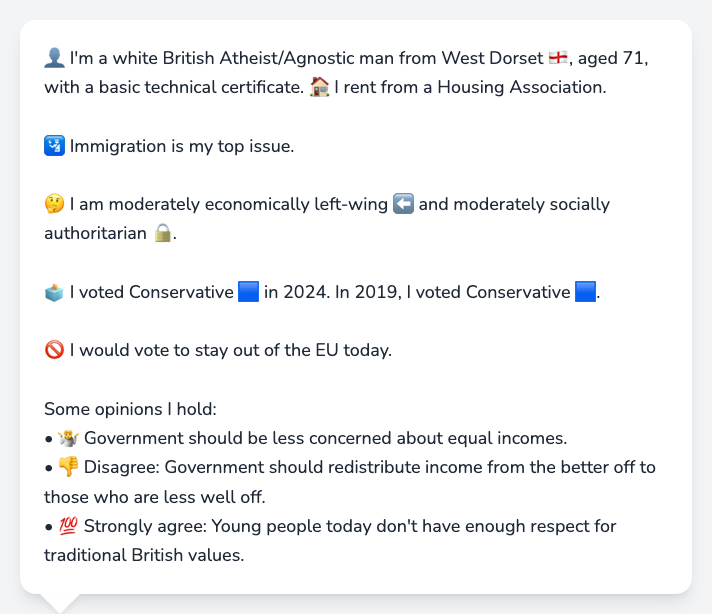 👤 I'm a white British Atheist/Agnostic man from West Dorset 🏴󠁧󠁢󠁥󠁮󠁧󠁿, aged 71,
with a basic technical certificate. 🏠 I rent from a Housing Association.
🛂 Immigration is my top issue.
🤔 I am moderately economically left-wing ⬅️ and moderately socially
authoritarian 🔒.
🗳️ I voted Conservative 🟦 in 2024. In 2019, I voted Conservative 🟦.
🚫 I would vote to stay out of the EU today.
Some opinions I hold:
• 🤷 Government should be less concerned about equal incomes.
• 👎 Disagree: Government should redistribute income from the better off to
those who are less well off.
• 💯 Strongly agree: Young people today don't have enough respect for
traditional British values.